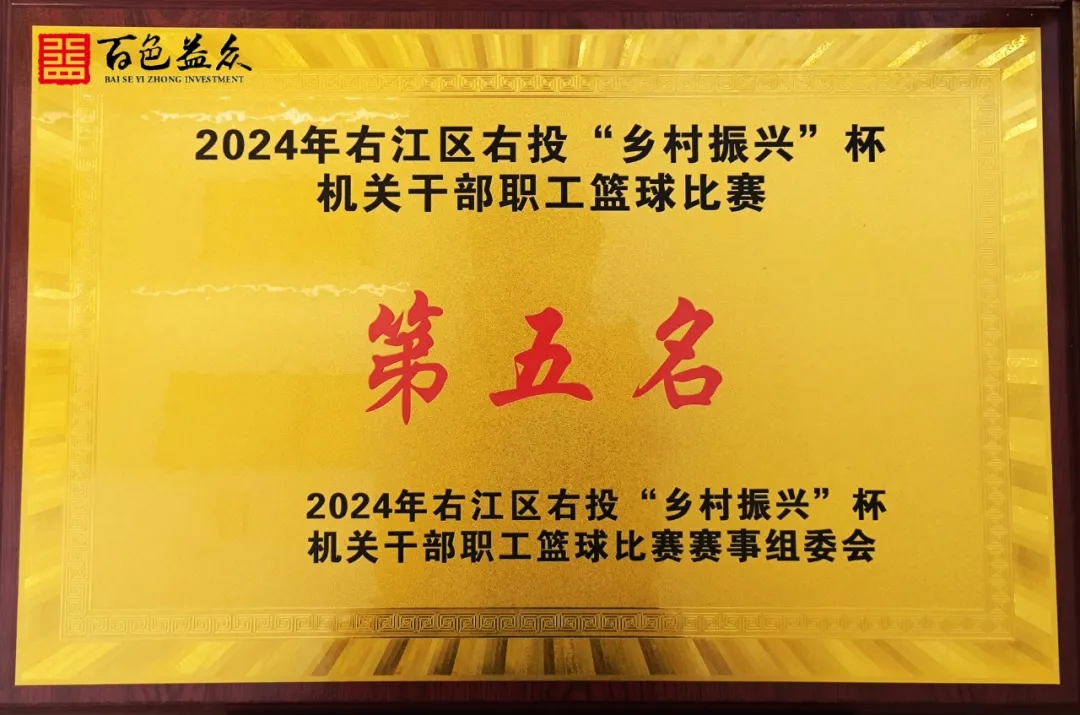 百色益众
BAI SE YI ZHONG INVESTMENT
2024年右江区右投“乡村振兴”杯
机关干部职工篮球比赛
第五名
2024年右江区右投“乡村振兴”杯
机关干部职工篮球比赛赛事组委会